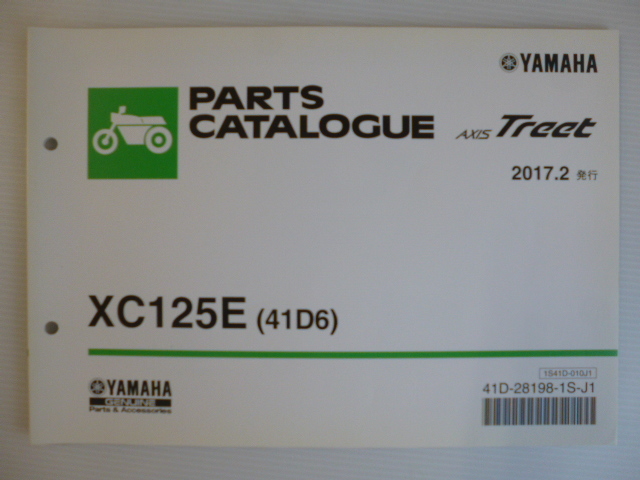 YAMAHA
PARTS
CATALOGUE
AXIS Treet
2017.2 発行
XC125E (41D6)
1S41D-010J1
41D-28198-1S-J1
YAMAHA
GENUINE
Parts & Accessories